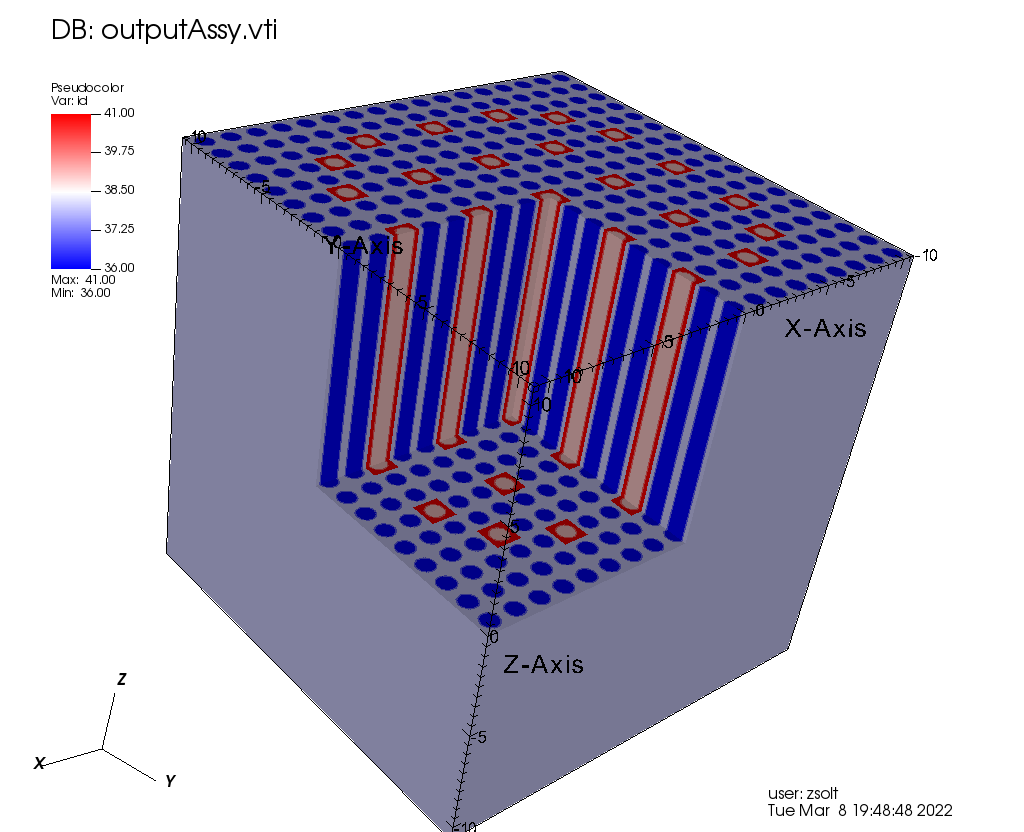 DB: outputAssy.vti
Pseudocolor
Var: id
41.00
39.75
38.50
37.25
36.00
Max: 41.00
Min: 36.00
-10
-5
0
Y-Axis
5
10
-10
-5
0
X-Axis
5
10
10
5
0
Z-Axis
-5
-10
Z
X
Y
user: zsolt
Tue Mar 8 19:48:48 2022